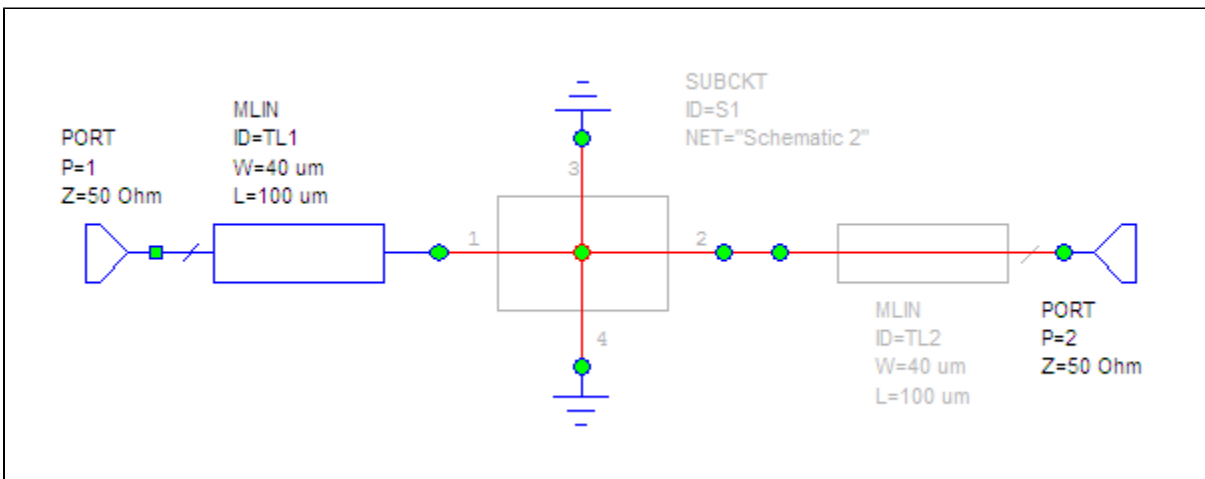 PORT
P=1
Z=50 Ohm
MLIN
ID=TL1
W=40 um
L=100 um
SUBCKT
ID=S1
NET="Schematic 2"
3
1
2
4
MLIN
ID=TL2
W=40 um
L=100 um
PORT
P=2
Z=50 Ohm